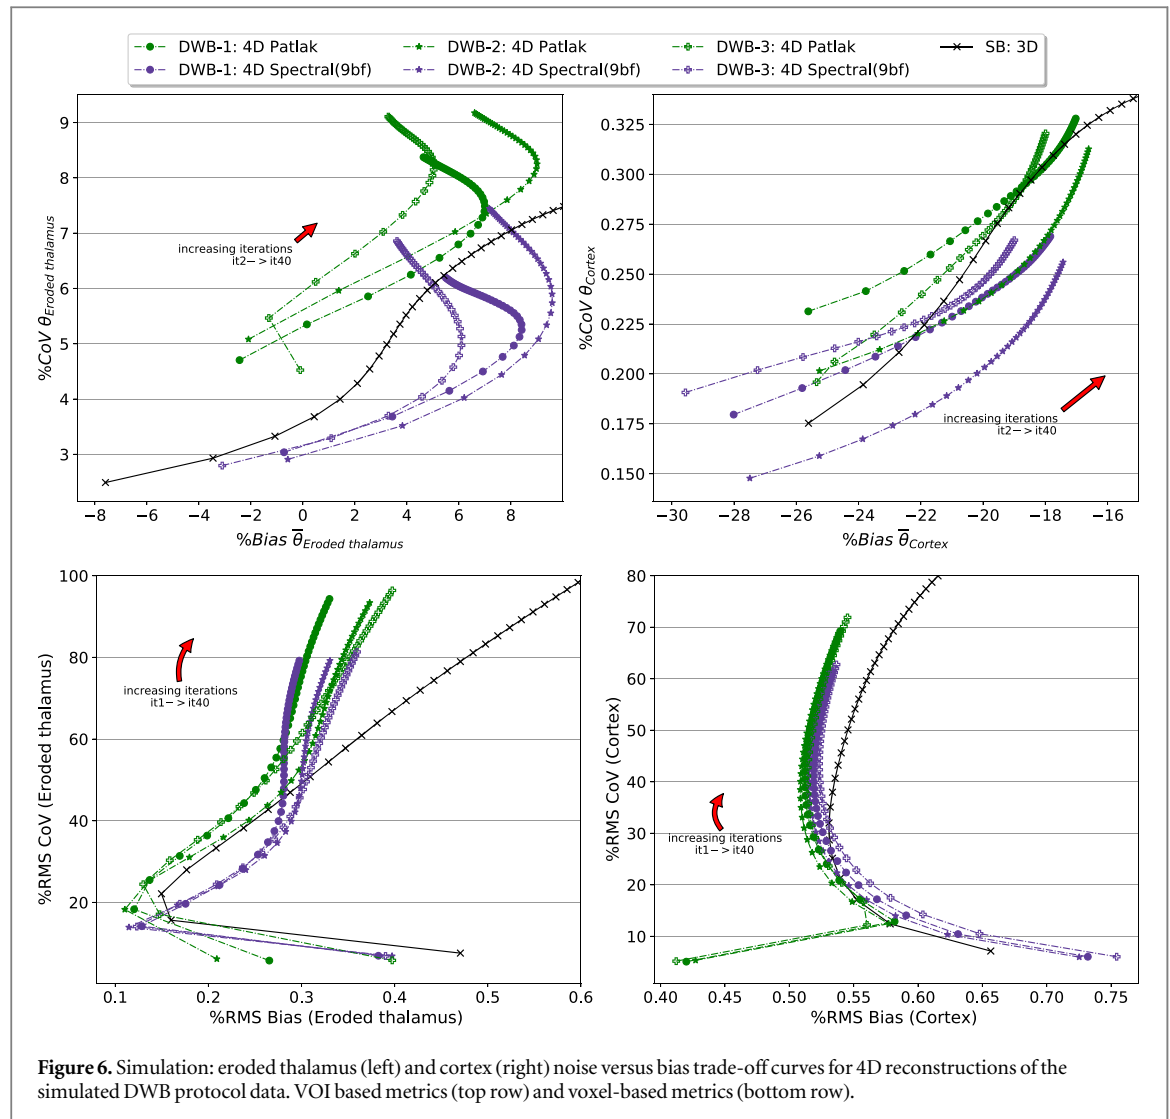 DWB-1: 4D Patlak
DWB-2: 4D Patlak
DWB-3: 4D Patlak
SB: 3D
DWB-1: 4D Spectral(9bf)
DWB-2: 4D Spectral(9bf)
DWB-3: 4D Spectral(9bf)
9
8
7
6
5
4
3
%CoV θEroded thalamus
increasing iterions
it2−> it40
−8 −6 −4 −2 0 2 4 6 8
%Bias θ̅Eroded thalamus
0.325
0.300
0.275
0.250
0.225
0.200
0.175
0.150
%CoV θCortex
increasing iterations
it2−> it40
−30 −28 −26 −24 −22 −20 −18 −16
%Bias θ̅Cortex
100
80
60
40
20
%RMS CoV (Eroded thalamus)
increasing iterations
it1−> it40
0.1 0.2 0.3 0.4 0.5 0.6
%RMS Bias (Eroded thalamus)
80
70
60
50
40
30
20
10
%RMS CoV (Cortex)
increasing iterations
it1−> it40
0.40 0.45 0.50 0.55 0.60 0.65 0.70 0.75
%RMS Bias (Cortex)
Figure 6. Simulation: eroded thalamus (left) and cortex (right) noise versus bias trade-off curves for 4D reconstructions of the
simulated DWB protocol data. VOI based metrics (top row) and voxel-based metrics (bottom row).